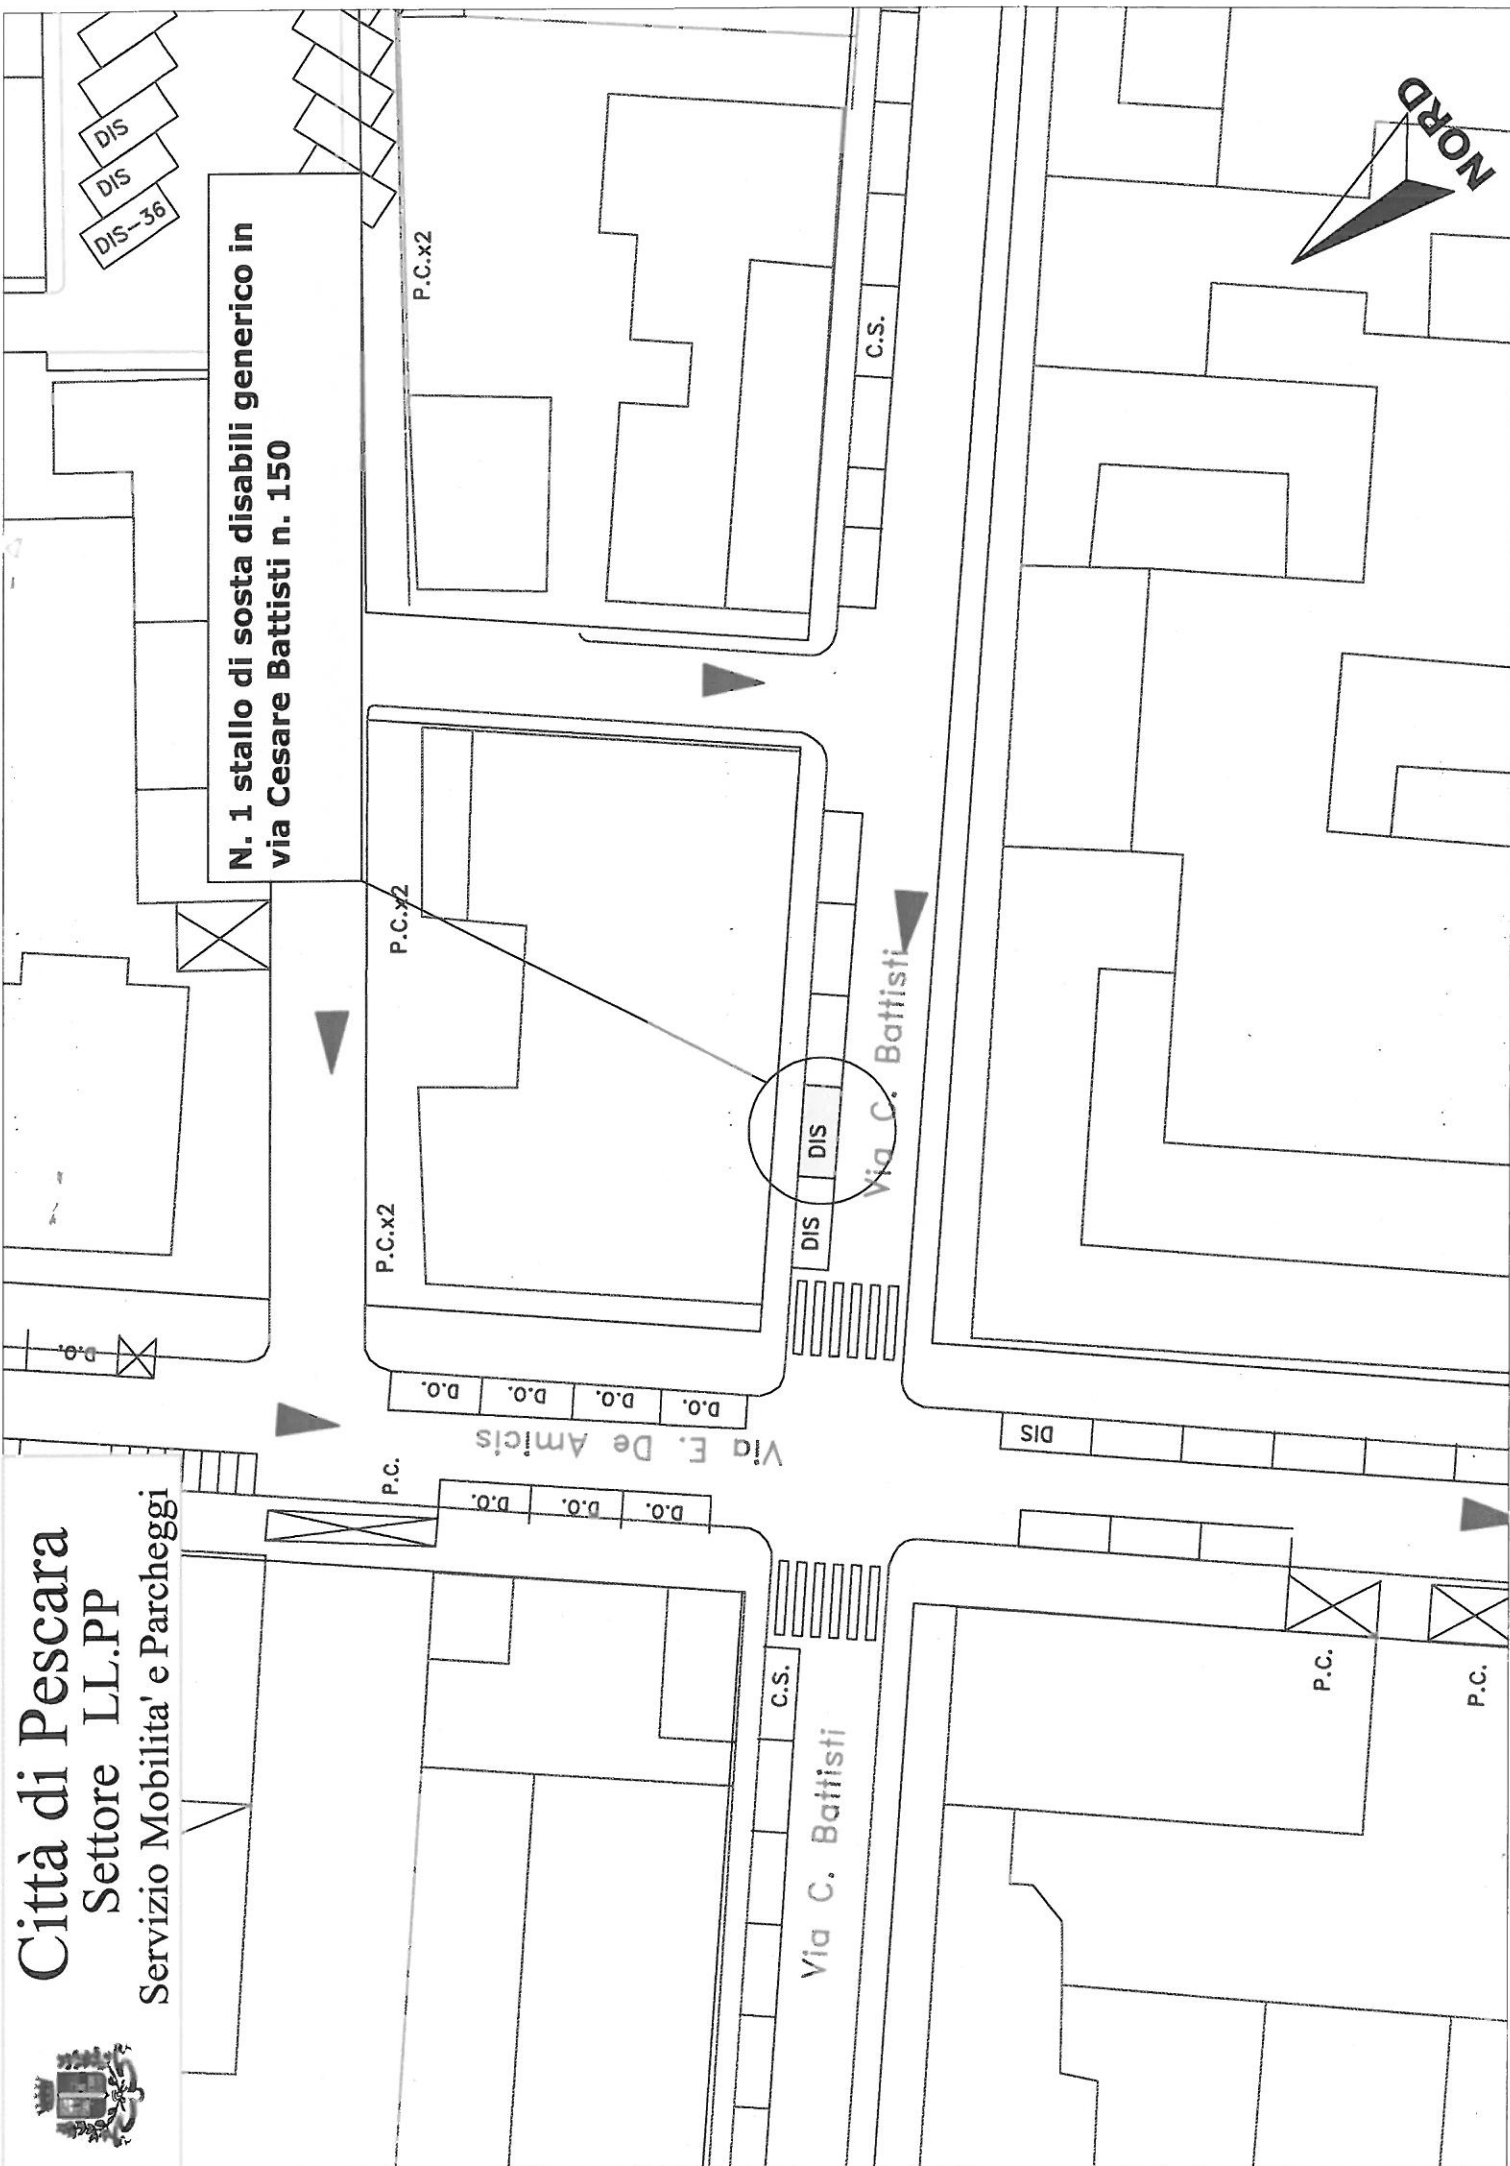 Città di Pescara
Settore LL.PP
Servizio Mobilita' e Parcheggi
N. 1 stallo di sosta disabili generico in
via Cesare Battisti n. 150
NORD
DIS
DIS
DIS-36
P.C.x2
C.S.
P.C.x2
P.C.x2
Via C. Battisti
DIS
DIS
D.O.
D.O.
D.O.
D.O.
D.O.
Via E. De Amicis
P.C.
D.O.
D.O.
D.O.
DIS
C.S.
Via C. Battisti
P.C.
P.C.